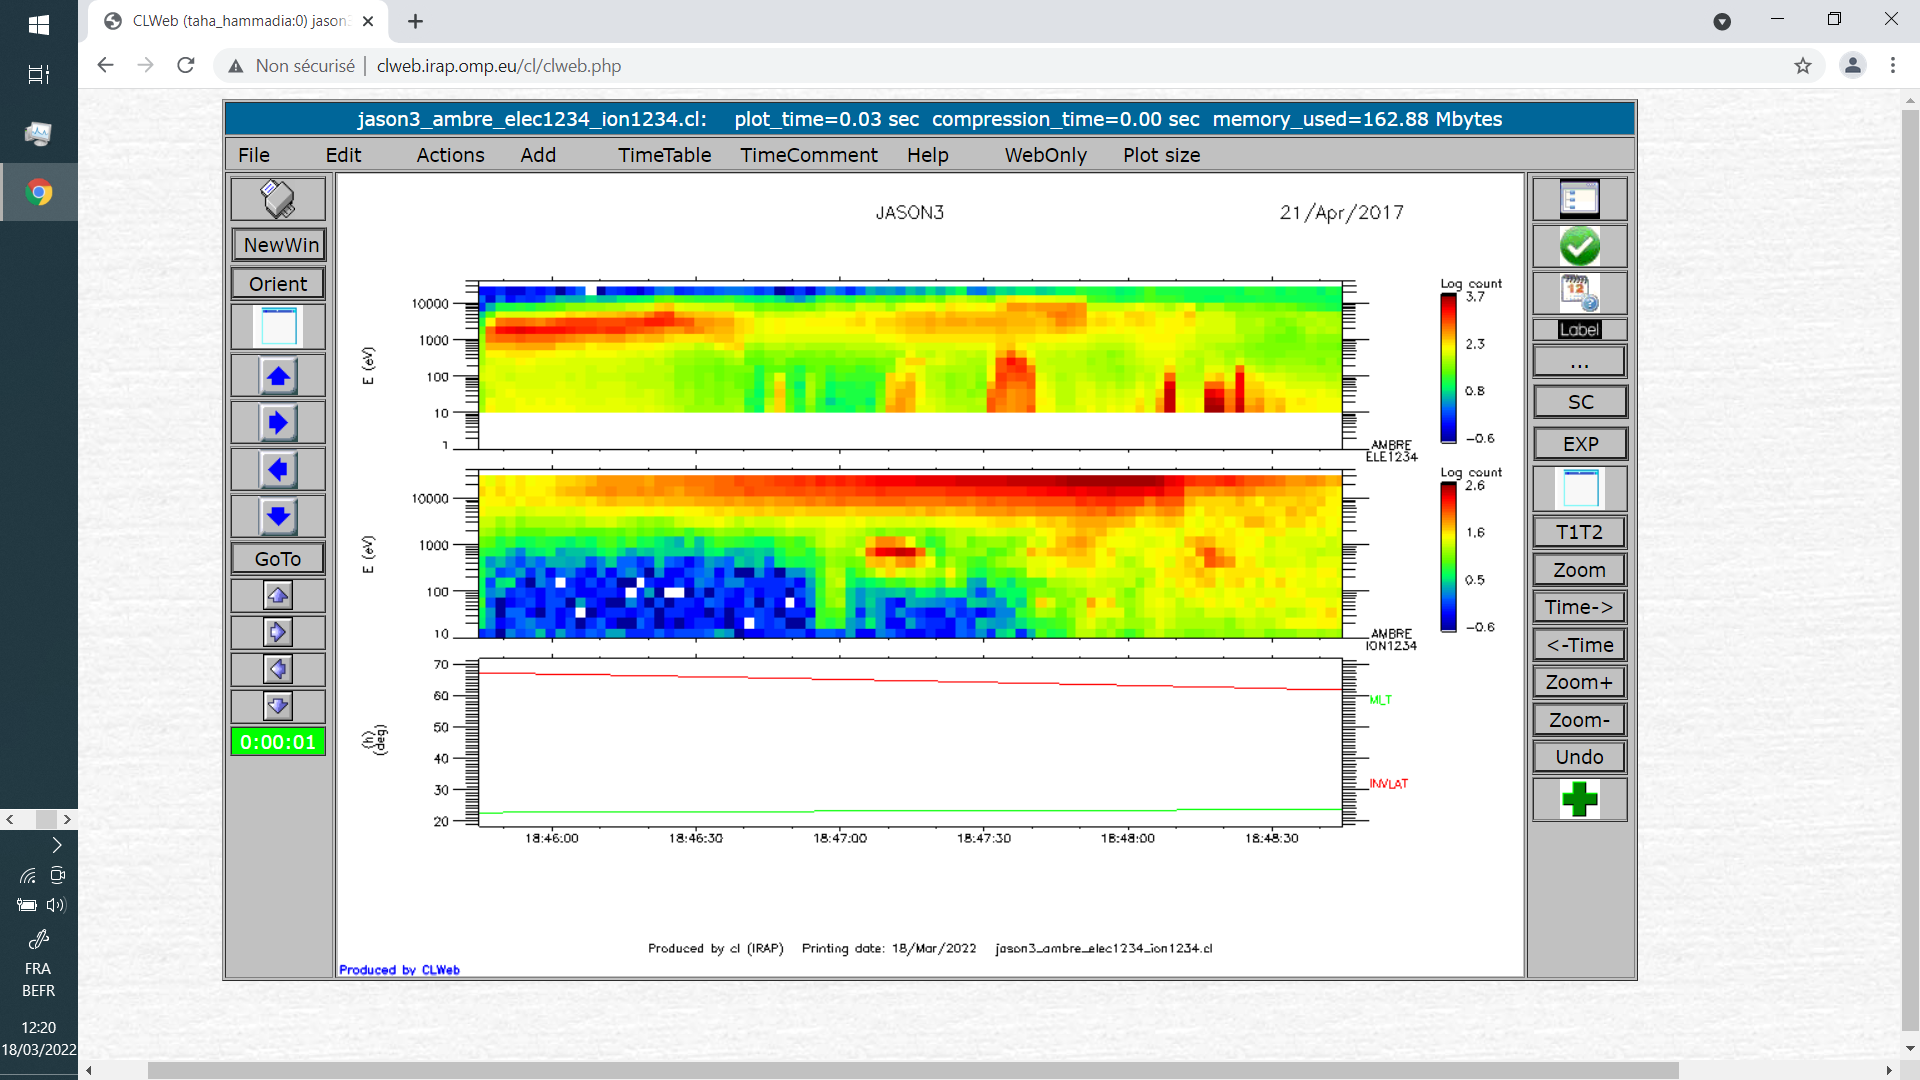 CLWeb (taha_hammadia:0) jason3
Non sécurisé | clweb.irap.omp.eu/cl/clweb.php
jason3_ambre_elec1234_ion1234.cl: plot_time=0.03 sec compression_time=0.00 sec memory_used=162.88 Mbytes
File Edit Actions Add TimeTable TimeComment Help WebOnly Plot size
NewWin
Orient
GoTo
0:00:01
JASON3 21/Apr/2017
Log count
3.7
2.3
0.8
-0.6
10000
1000
100
10
1
E (eV)
AMBRE
ELE1234
Log count
2.6
1.6
0.5
-0.6
10000
1000
100
10
E (eV)
AMBRE
ION1234
70
60
50
40
30
20
(h)
(deg)
MLT
INVLAT
18:46:00 18:46:30 18:47:00 18:47:30 18:48:00 18:48:30
Produced by cl (IRAP) Printing date: 18/Mar/2022 jason3_ambre_elec1234_ion1234.cl
Produced by CLWeb
12
Label
...
SC
EXP
T1T2
Zoom
Time->
<-Time
Zoom+
Zoom-
Undo
FRA
BEFR
12:20
18/03/2022